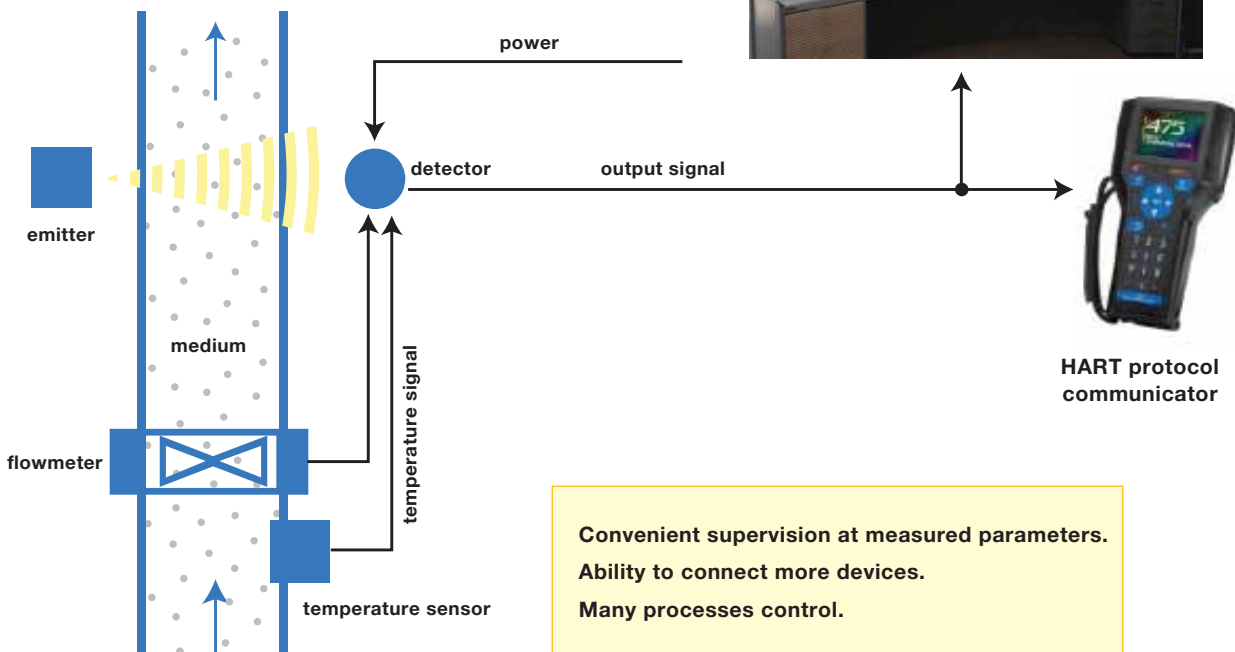 power
detector
output signal
475
emitter
medium
temperature signal
HART protocol
communicator
flowmeter
temperature sensor
Convenient supervision at measured parameters.
Ability to connect more devices.
Many processes control.